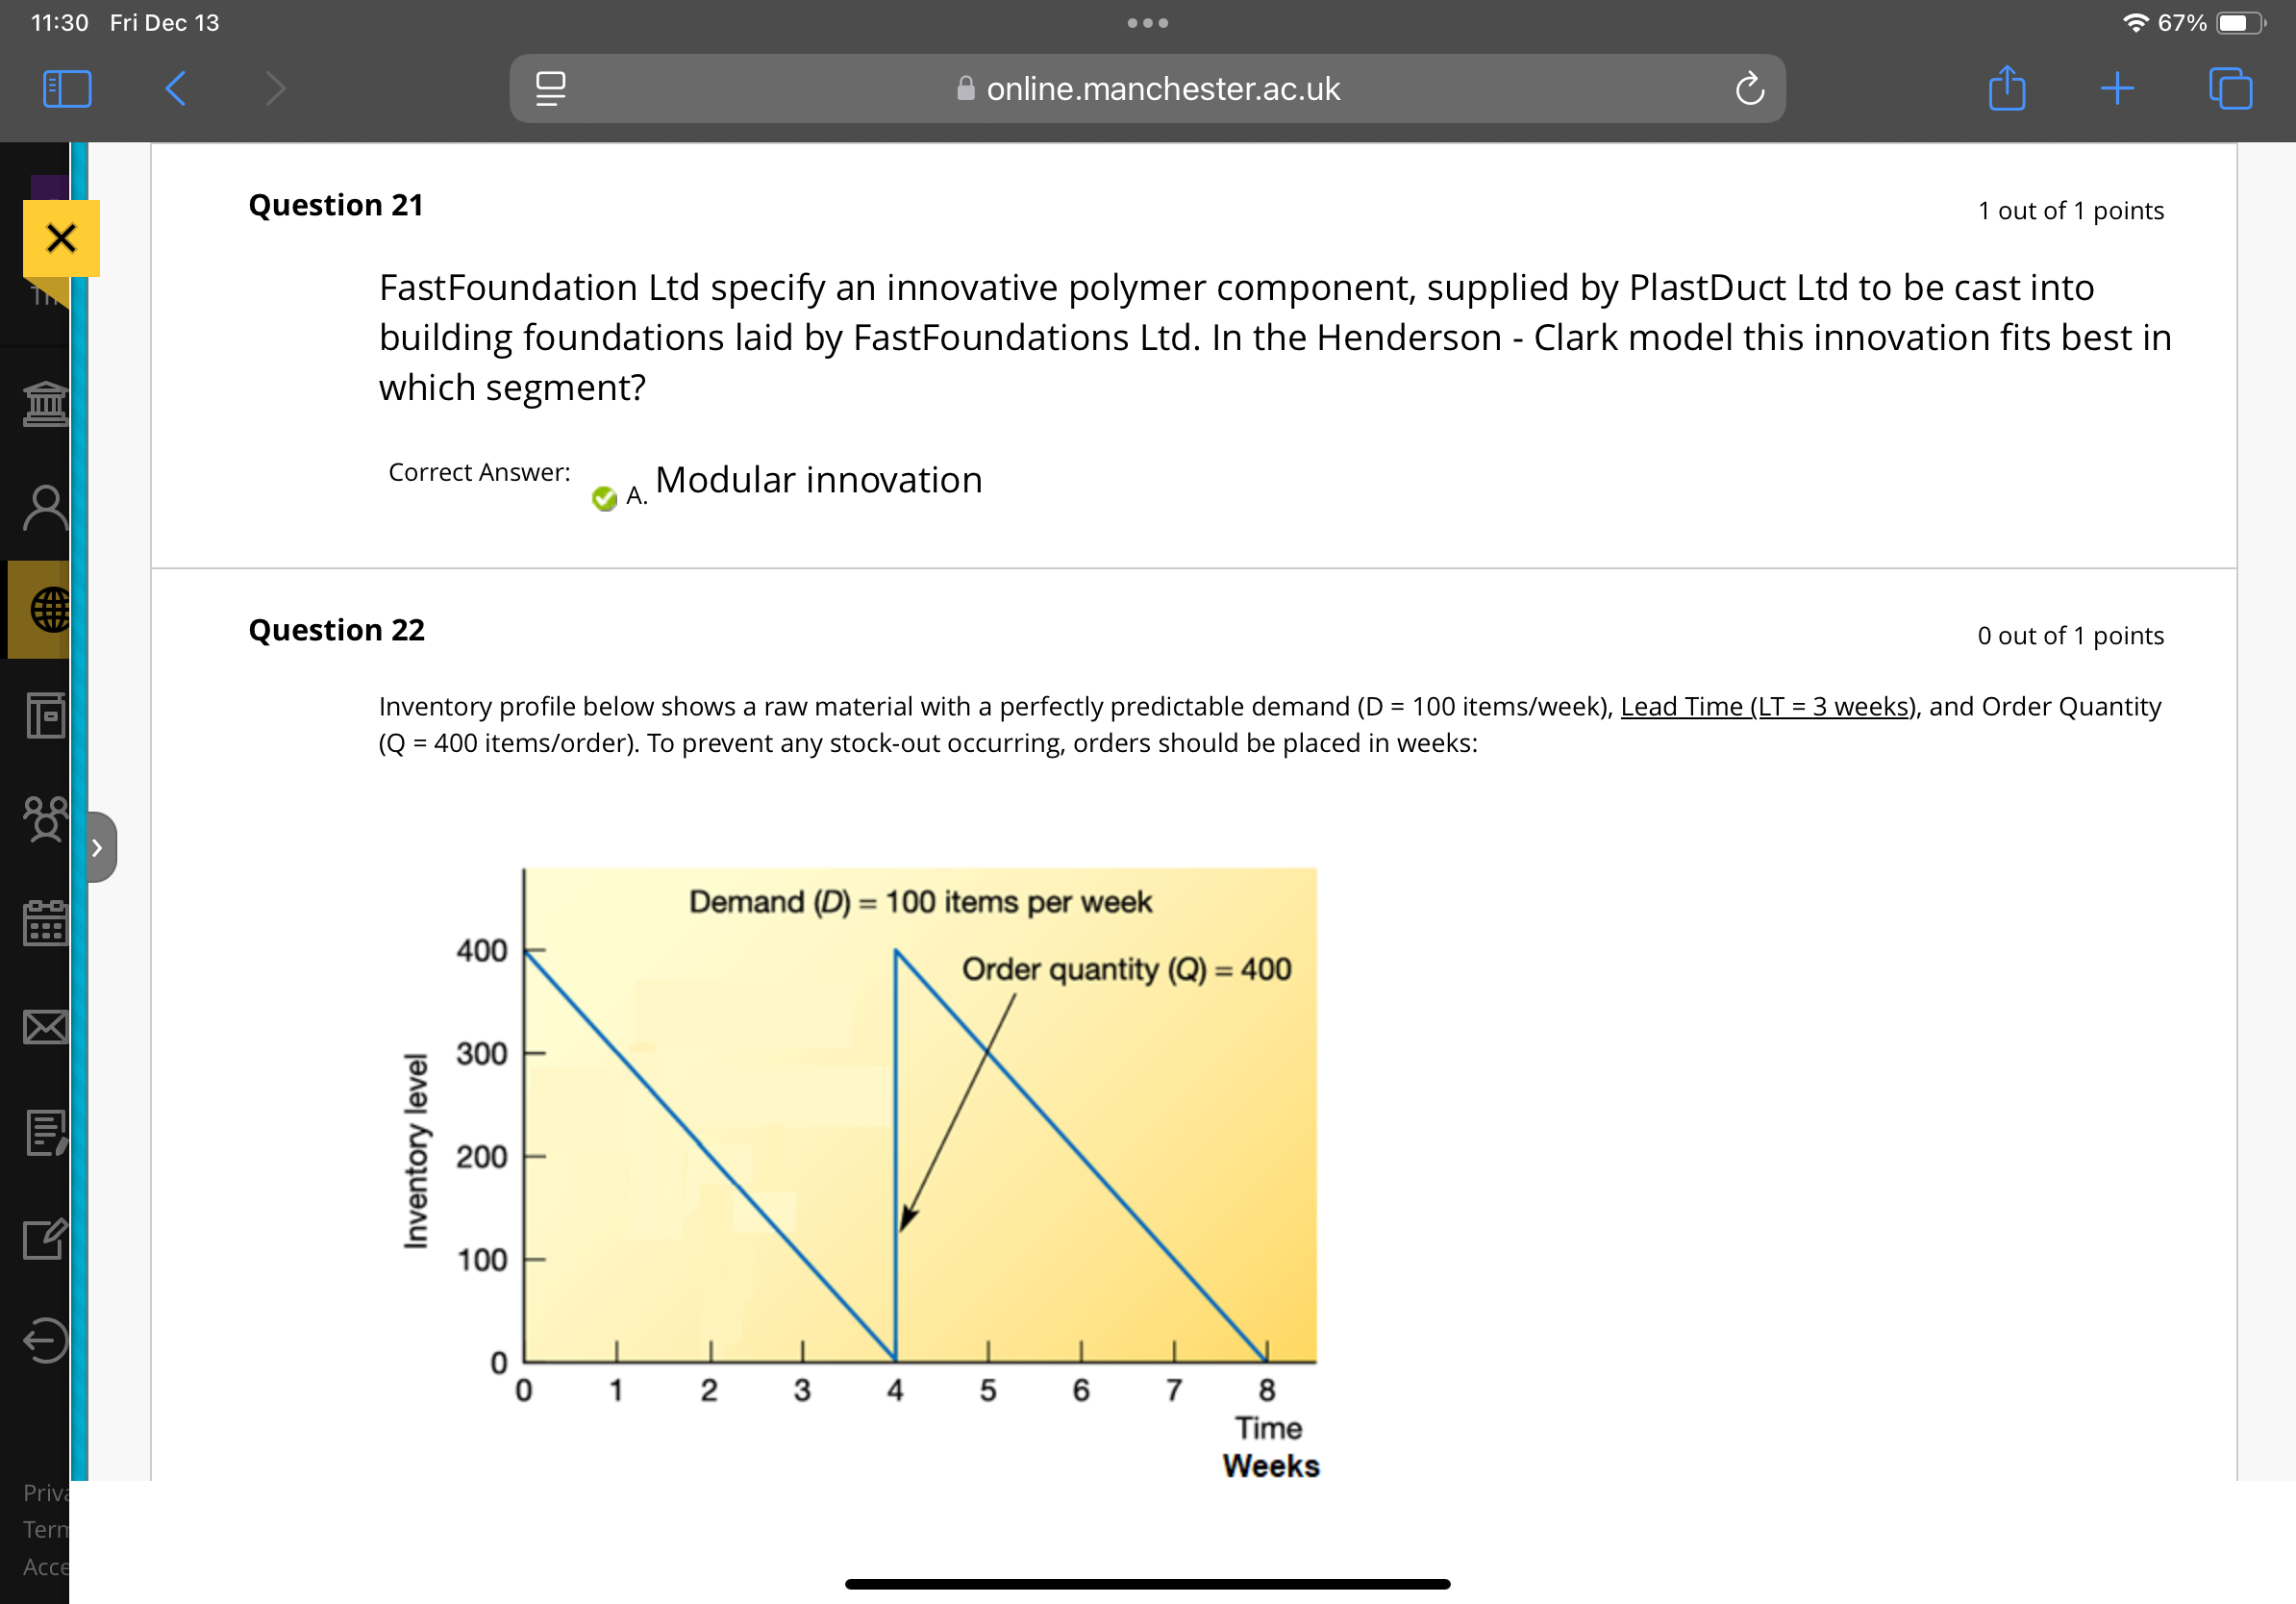 11:30 Fri Dec 13
67%
online.manchester.ac.uk
Question 21
1 out of 1 points
FastFoundation Ltd specify an innovative polymer component, supplied by PlastDuct Ltd to be cast into
building foundations laid by FastFoundations Ltd. In the Henderson - Clark model this innovation fits best in
which segment?
Correct Answer:
A. Modular innovation
Question 22
0 out of 1 points
Inventory profile below shows a raw material with a perfectly predictable demand (D = 100 items/week), Lead Time (LT = 3 weeks), and Order Quantity
(Q = 400 items/order). To prevent any stock-out occurring, orders should be placed in weeks:
Demand (D) = 100 items per week
Order quantity (Q) = 400
Inventory level
400
300
200
100
0
0 1 2 3 4 5 6 7 8
Time
Weeks
Priva
Term
Acce